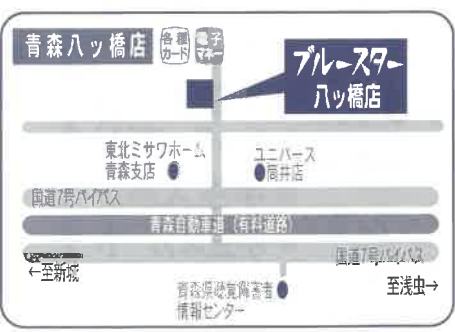 青森八ッ橋店
各種
カード
電子
マネー
ブルースター
八ッ橋店
東北ミサワホーム
青森支店
ユニバース
筒井店
国道7号バイパス
青森自動車道（有料道路）
国道7号バイパス
←至新城
至浅虫→
青森県聴覚障害者
情報センター